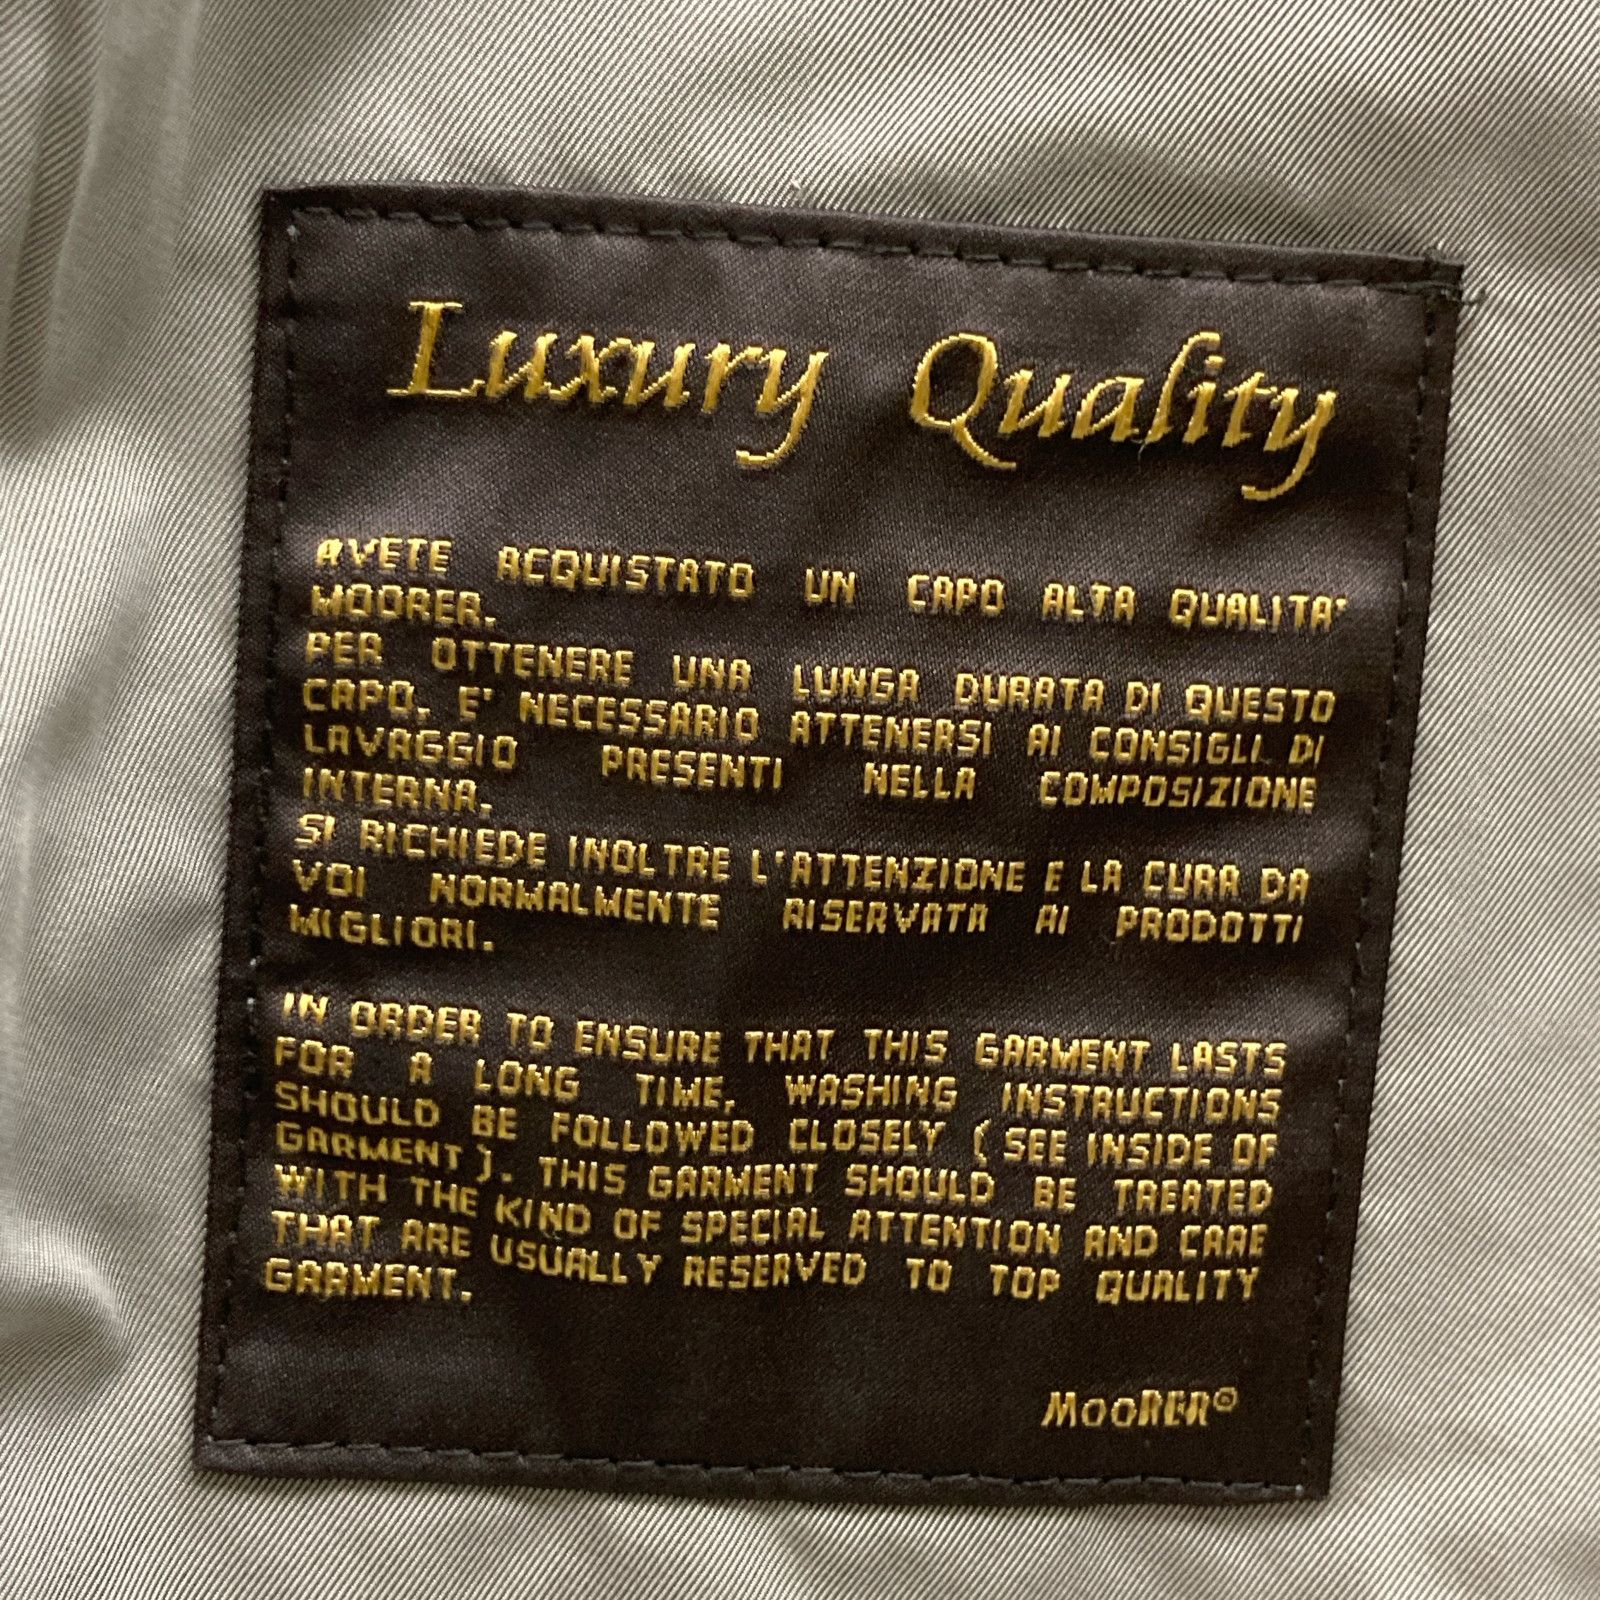 Luxury Quality
AVETE ACQUISTATO UN CAPO ALTA QUALITA'
MOORER.
PER OTTENERE UNA LUNGA DURATA DI QUESTO
CAPO, E' NECESSARIO ATTENERSI AI CONSIGLI DI
LAVAGGIO PRESENTI NELLA COMPOSIZIONE
INTERNA.
SI RICHIEDE INOLTRE L'ATTENZIONE E LA CURA DA
VOI NORMALMENTE RISERVATA AI PRODOTTI
MIGLIORI.
IN ORDER TO ENSURE THAT THIS GARMENT LASTS
FOR A LONG TIME, WASHING INSTRUCTIONS
SHOULD BE FOLLOWED CLOSELY (SEE INSIDE OF
GARMENT). THIS GARMENT SHOULD BE TREATED
WITH THE KIND OF SPECIAL ATTENTION AND CARE
THAT ARE USUALLY RESERVED TO TOP QUALITY
GARMENT.
MOORER®